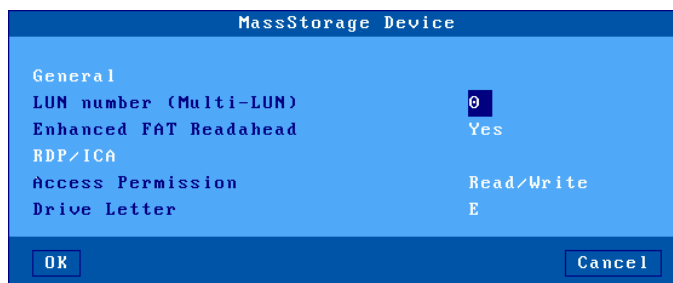 MassStorage Device
General
LUN number (Multi-LUN) 0
Enhanced FAT Readahead Yes
RDP/ICA
Access Permission Read/Write
Drive Letter E
OK Cancel